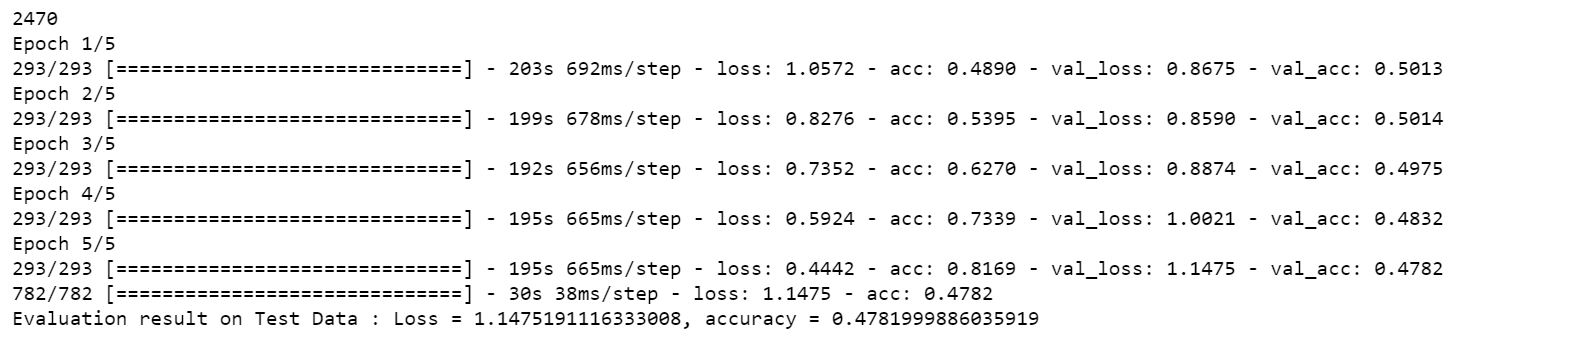 2470
Epoch 1/5
293/293 [==============================] - 203s 692ms/step - loss: 1.0572 - acc: 0.4890 - val_loss: 0.8675 - val_acc: 0.5013
Epoch 2/5
293/293 [==============================] - 199s 678ms/step - loss: 0.8276 - acc: 0.5395 - val_loss: 0.8590 - val_acc: 0.5014
Epoch 3/5
293/293 [==============================] - 192s 656ms/step - loss: 0.7352 - acc: 0.6270 - val_loss: 0.8874 - val_acc: 0.4975
Epoch 4/5
293/293 [==============================] - 195s 665ms/step - loss: 0.5924 - acc: 0.7339 - val_loss: 1.0021 - val_acc: 0.4832
Epoch 5/5
293/293 [==============================] - 195s 665ms/step - loss: 0.4442 - acc: 0.8169 - val_loss: 1.1475 - val_acc: 0.4782
782/782 [==============================] - 30s 38ms/step - loss: 1.1475 - acc: 0.4782
Evaluation result on Test Data : Loss = 1.1475191116333008, accuracy = 0.4781999886035919